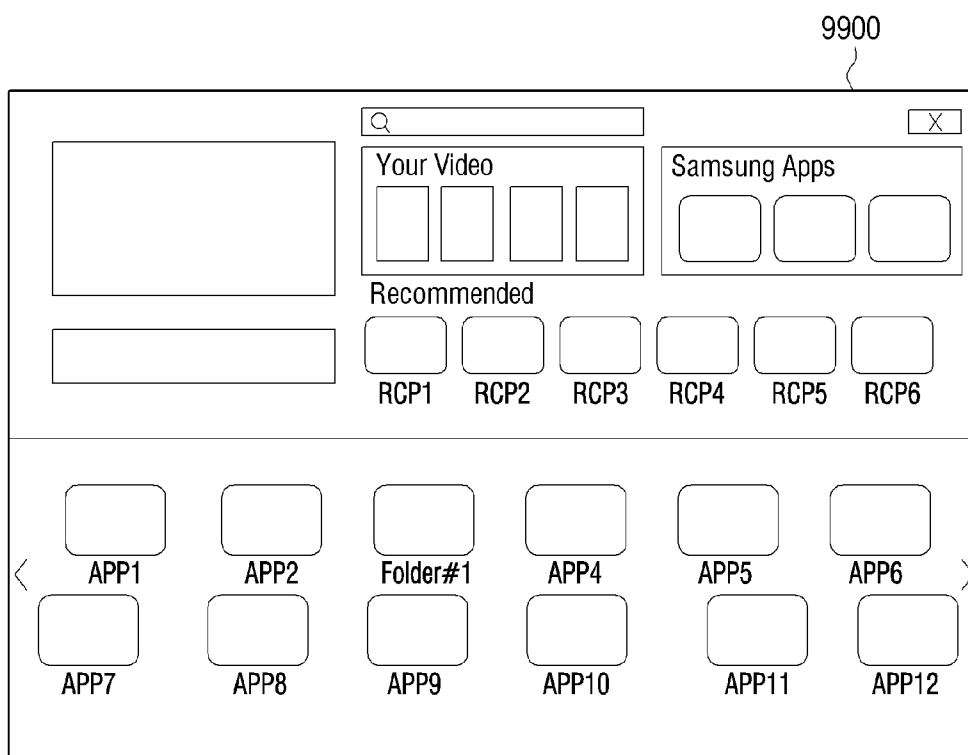 9900
X
Your Video
Samsung Apps
Recommended
RCP1 RCP2 RCP3 RCP4 RCP5 RCP6
APP1 APP2 Folder#1 APP4 APP5 APP6
APP7 APP8 APP9 APP10 APP11 APP12